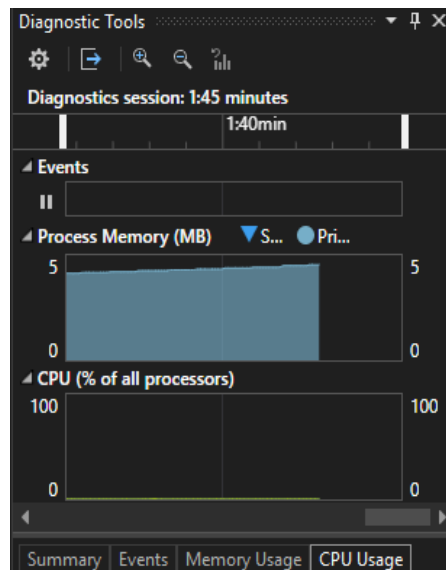 Diagnostic Tools
Diagnostics session: 1:45 minutes
1:40min
Events
Process Memory (MB) S... Pri...
5 5
0 0
CPU (% of all processors)
100 100
0 0
Summary Events Memory Usage CPU Usage